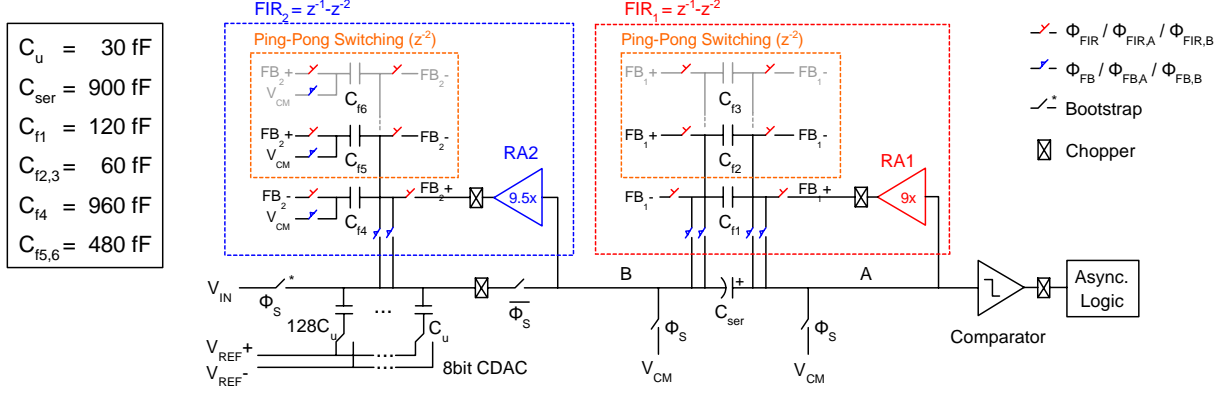 FIR2 = z-1-z-2
FIR1 = z-1-z-2
Cu = 30 fF
Cser = 900 fF
Cf1 = 120 fF
Cf2,3 = 60 fF
Cf4 = 960 fF
Cf5,6 = 480 fF
Ping-Pong Switching (z-2)
FB2+
VCM
Cf6
FB2-
FB2+
VCM
Cf5
FB2-
RA2
FB2-
VCM
Cf4
FB2+
9.5x
Ping-Pong Switching (z-2)
FB1+
Cf3
FB1-
FB1+
Cf2
FB1-
RA1
FB1-
Cf1
FB1+
9x
ΦFIR / ΦFIR,A / ΦFIR,B
ΦFB / ΦFB,A / ΦFB,B
* Bootstrap
Chopper
VIN
ΦS
*
128Cu
...
Cu
VREF+
VREF-
...
...
8bit CDAC
ΦS
B
ΦS
VCM
+
Cser
A
ΦS
VCM
Comparator
Async.
Logic